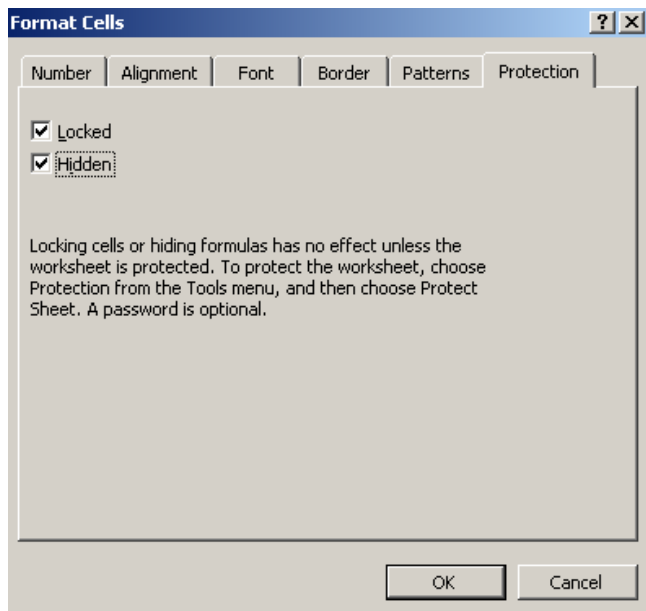 Format Cells
Number Alignment Font Border Patterns Protection
Locked
Hidden
Locking cells or hiding formulas has no effect unless the
worksheet is protected. To protect the worksheet, choose
Protection from the Tools menu, and then choose Protect
Sheet. A password is optional.
OK Cancel